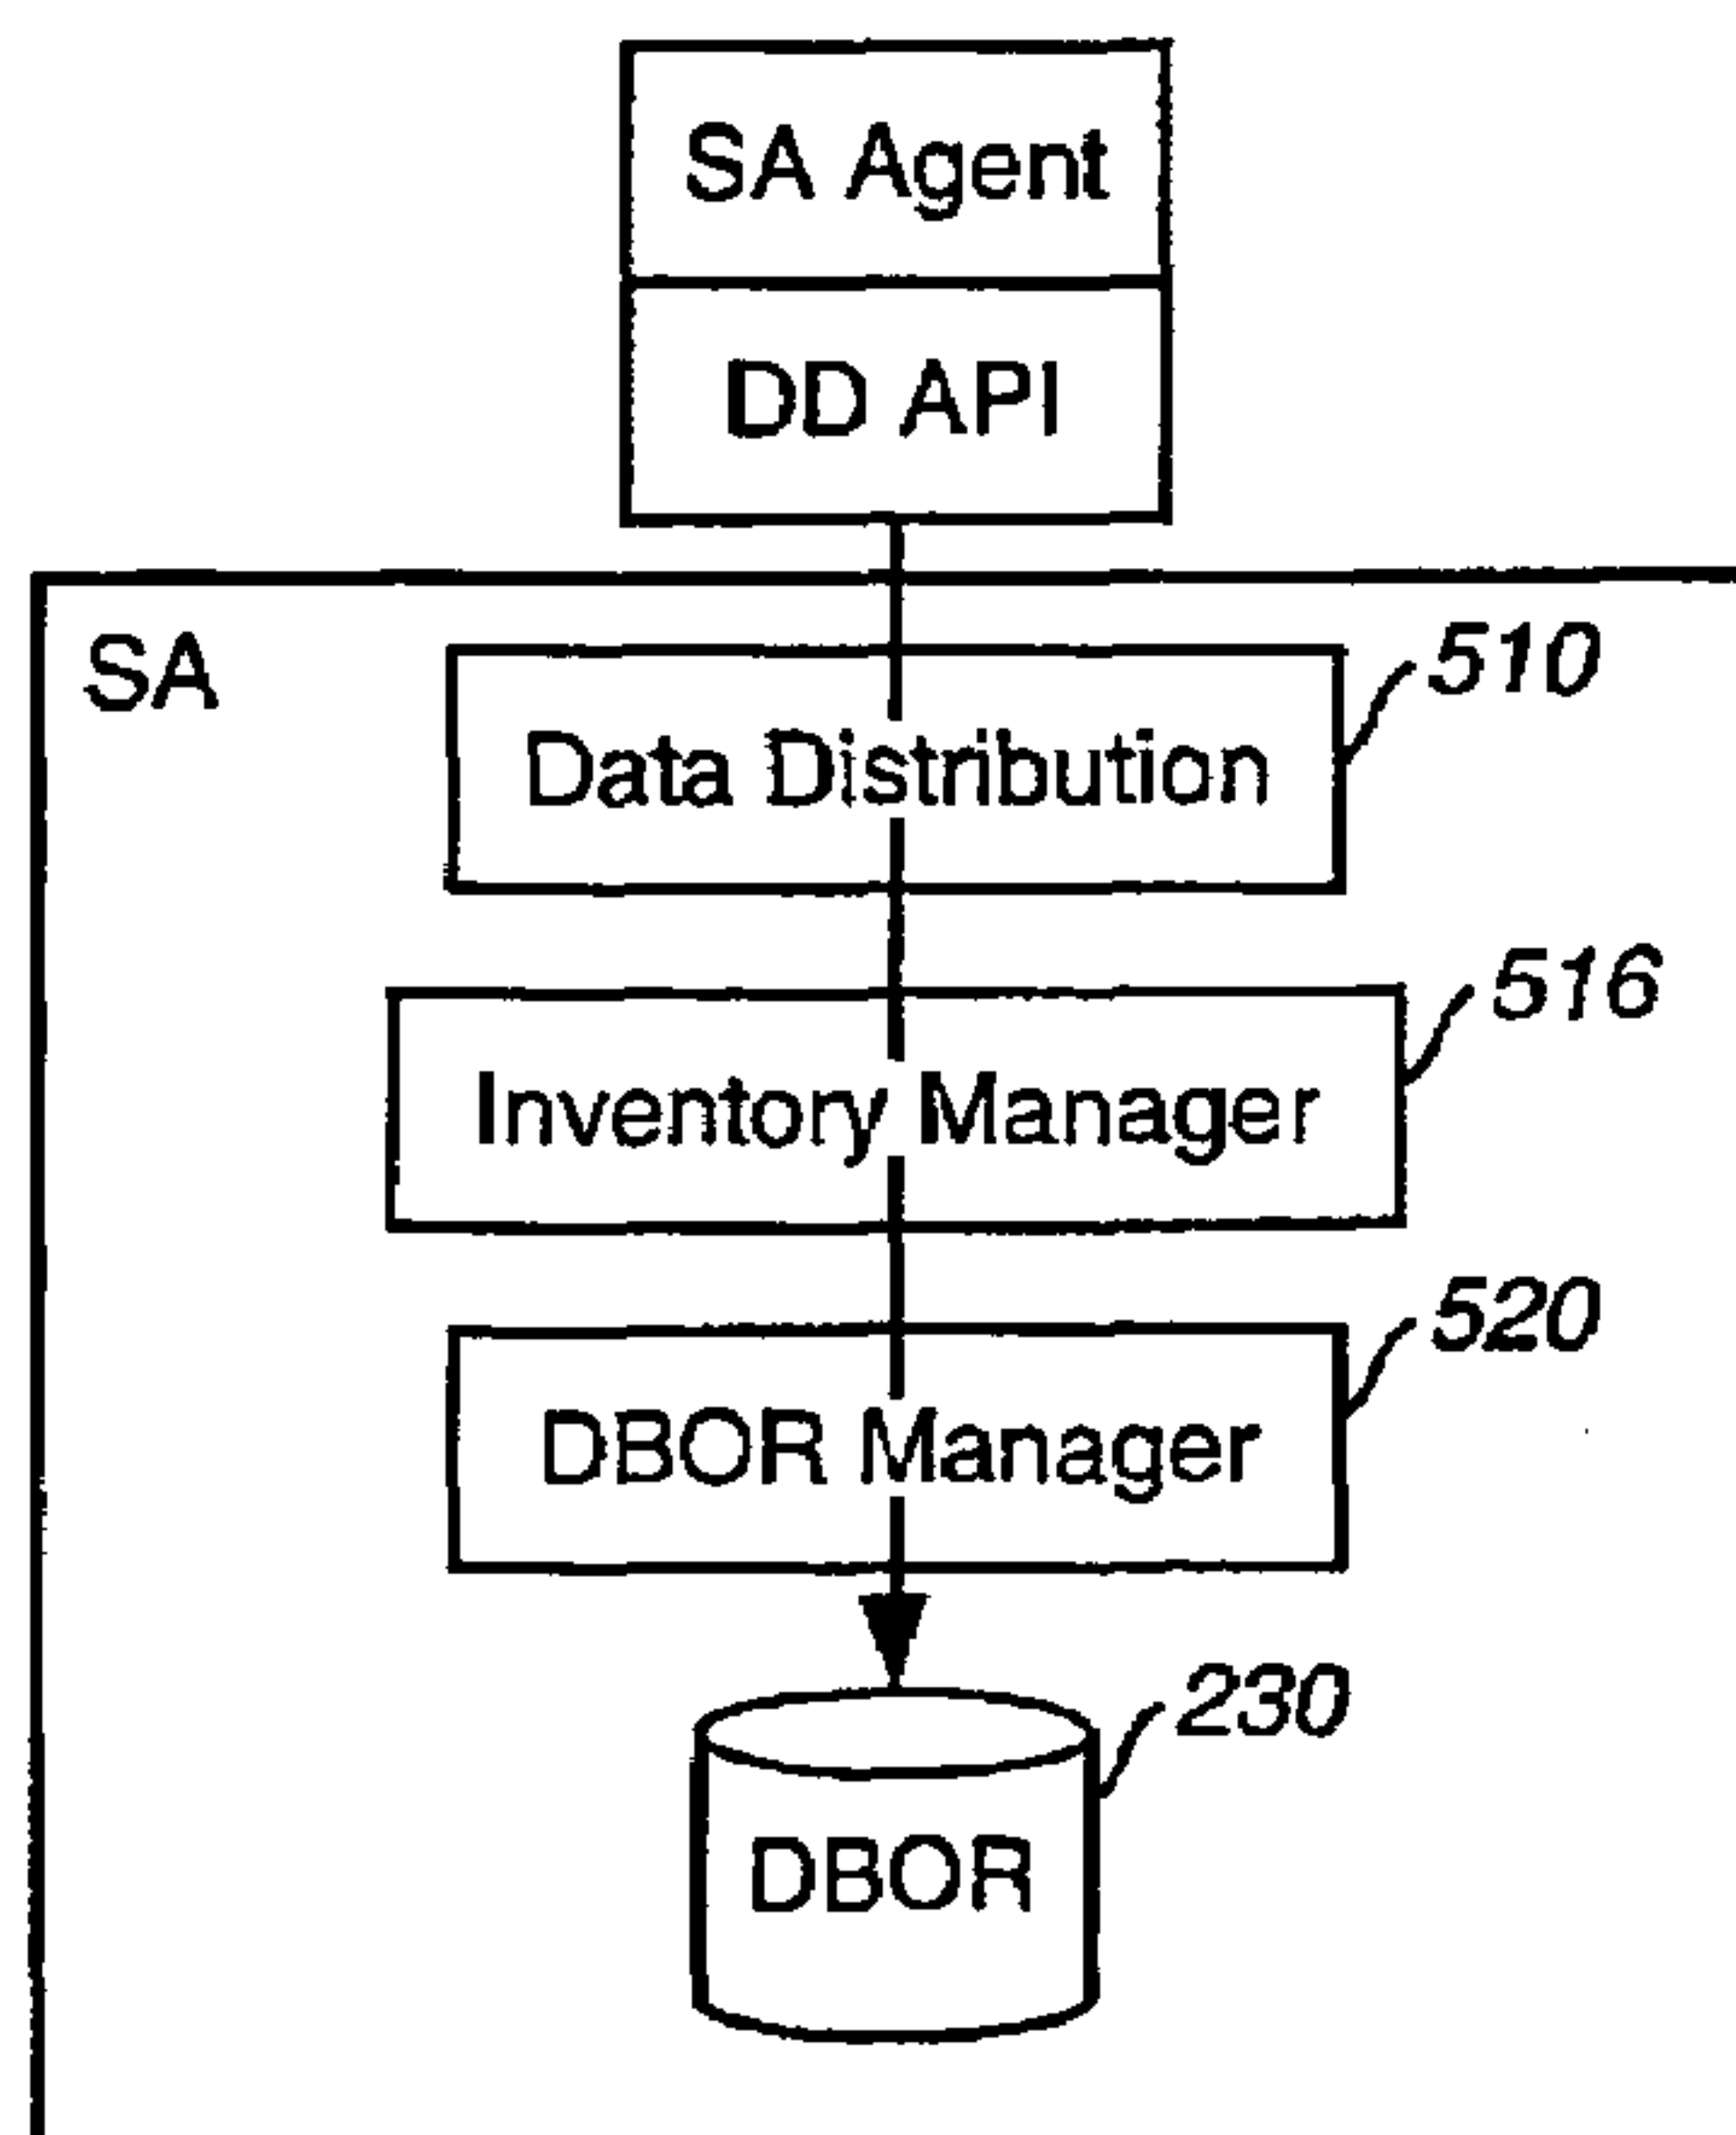 SA Agent
DD API
SA
510
Data Distribution
516
Inventory Manager
520
DBOR Manager
230
DBOR